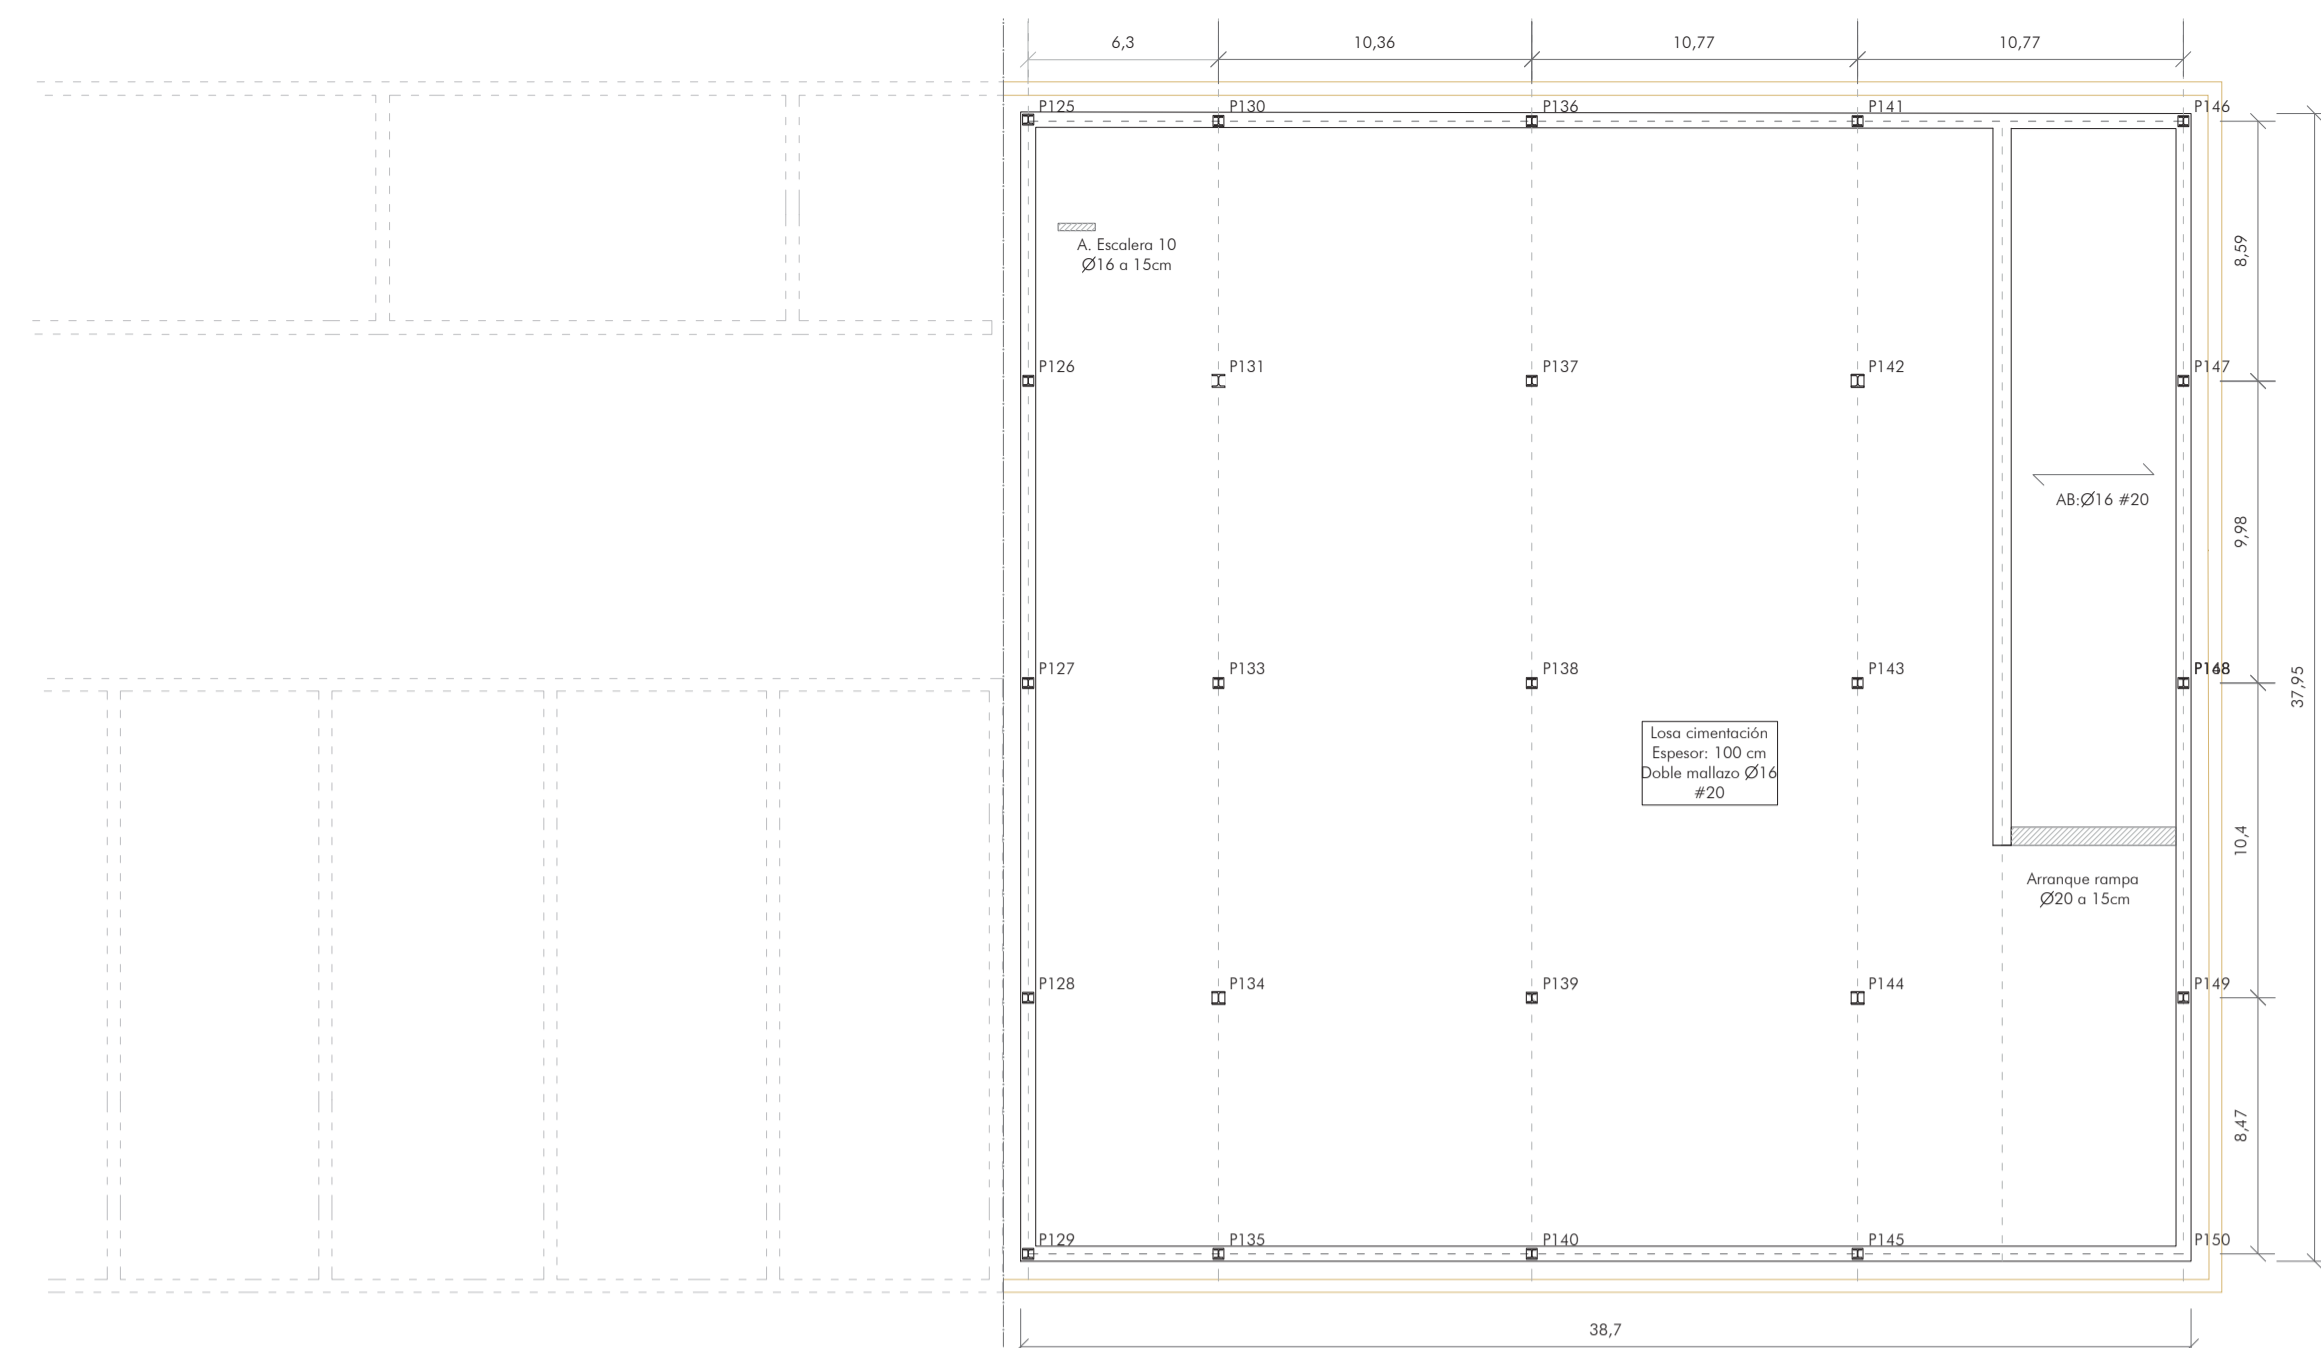 6,3
10,36
10,77
10,77
P125
P130
P136
P141
P146
A. Escalera 10
Ø16 a 15cm
8,59
P126
P131
P137
P142
P147
AB:Ø16 #20
9,98
P127
P133
P138
P143
37,95
Losa cimentación
Espesor: 100 cm
Doble mallazo Ø16
#20
10,4
Arranque rampa
Ø20 a 15cm
P128
P134
P139
P144
P149
8,47
P129
P135
P140
P145
P150
38,7